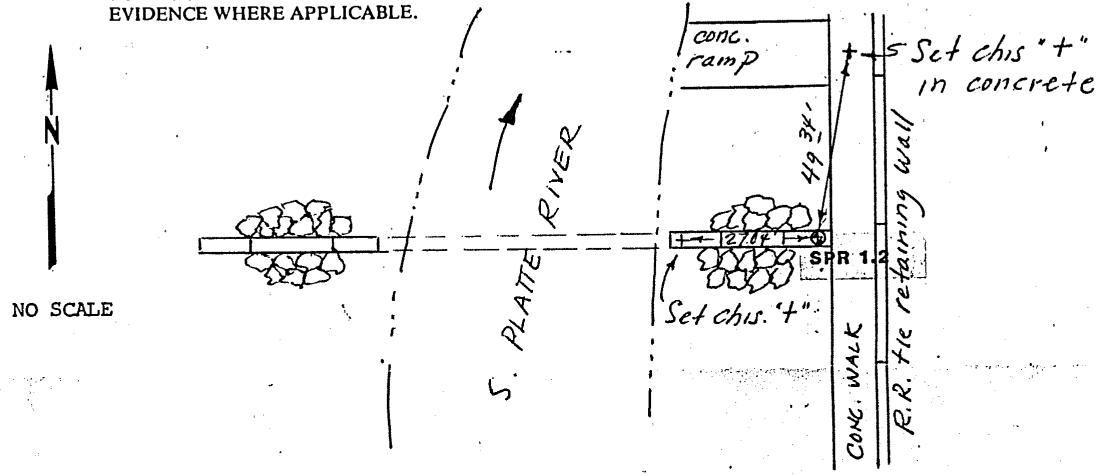 EVIDENCE WHERE APPLICABLE.
N
NO SCALE
S. PLATTE RIVER
conc.
ramp
Set chis "+"
in concrete
49.34'
27.04'
SPR 1.2
Set chis. "+"
CONC. WALK
R.R. tie retaining wall